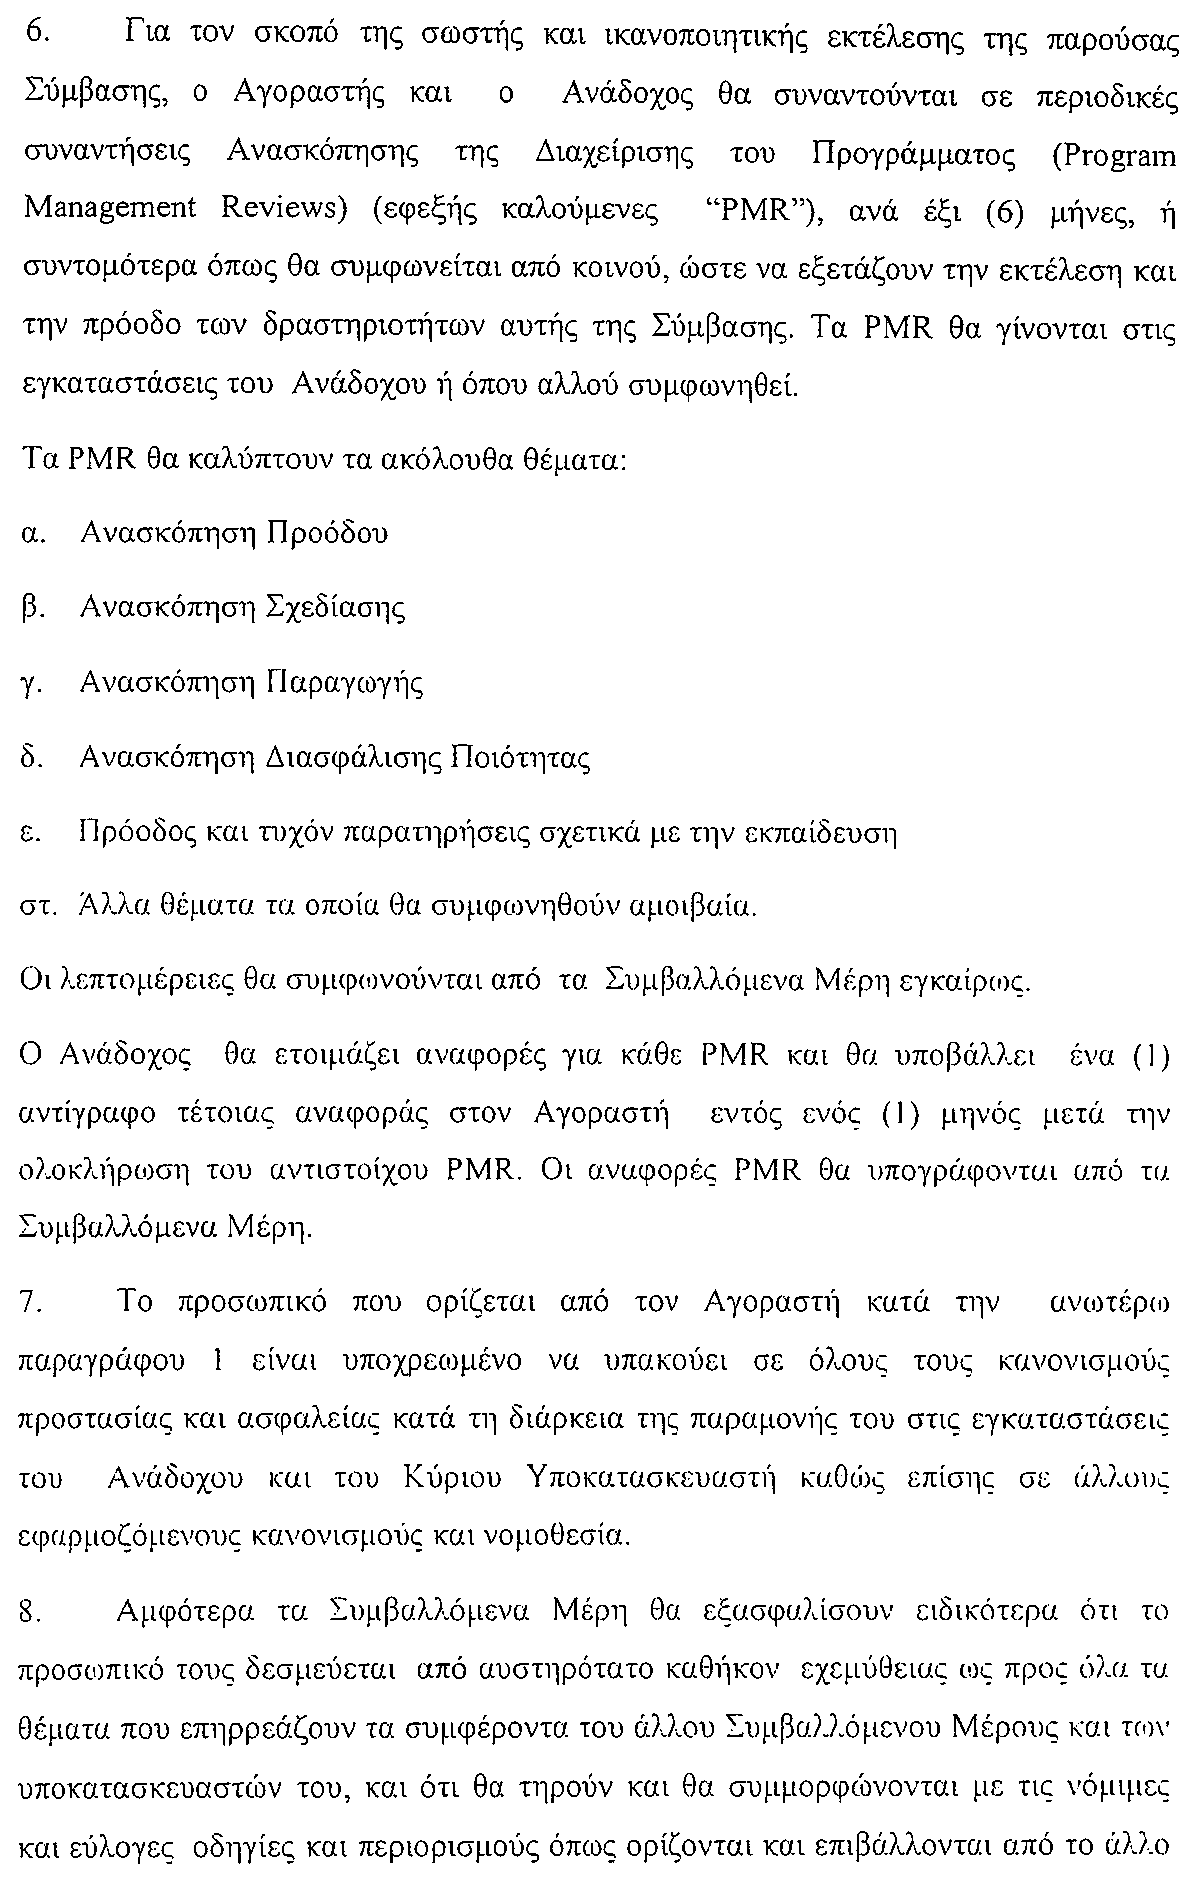 6. Για τον σκοπό της σωστής και ικανοποιητικής εκτέλεσης της παρούσας
Σύμβασης, ο Αγοραστής και ο Ανάδοχος θα συναντούνται σε περιοδικές
συναντήσεις Ανασκόπησης της Διαχείρισης του Προγράμματος (Program
Management Reviews) (εφεξής καλούμενες “PMR”), ανά έξι (6) μήνες, ή
συντομότερα όπως θα συμφωνείται από κοινού, ώστε να εξετάζουν την εκτέλεση και
την πρόοδο των δραστηριοτήτων αυτής της Σύμβασης. Τα PMR θα γίνονται στις
εγκαταστάσεις του Ανάδοχου ή όπου αλλού συμφωνηθεί.
Τα PMR θα καλύπτουν τα ακόλουθα θέματα:
α. Ανασκόπηση Προόδου
β. Ανασκόπηση Σχεδίασης
γ. Ανασκόπηση Παραγωγής
δ. Ανασκόπηση Διασφάλισης Ποιότητας
ε. Πρόοδος και τυχόν παρατηρήσεις σχετικά με την εκπαίδευση
στ. Άλλα θέματα τα οποία θα συμφωνηθούν αμοιβαία.
Οι λεπτομέρειες θα συμφωνούνται από τα Συμβαλλόμενα Μέρη εγκαίρως.
Ο Ανάδοχος θα ετοιμάζει αναφορές για κάθε PMR και θα υποβάλλει ένα (1)
αντίγραφο τέτοιας αναφοράς στον Αγοραστή εντός ενός (1) μηνός μετά την
ολοκλήρωση του αντιστοίχου PMR. Οι αναφορές PMR θα υπογράφονται από τα
Συμβαλλόμενα Μέρη.
7. Το προσωπικό που ορίζεται από τον Αγοραστή κατά την ανωτέρω
παραγράφου 1 είναι υποχρεωμένο να υπακούει σε όλους τους κανονισμούς
προστασίας και ασφαλείας κατά τη διάρκεια της παραμονής του στις εγκαταστάσεις
του Ανάδοχου και του Κύριου Υποκατασκευαστή καθώς επίσης σε άλλους
εφαρμοζόμενους κανονισμούς και νομοθεσία.
8. Αμφότερα τα Συμβαλλόμενα Μέρη θα εξασφαλίσουν ειδικότερα ότι το
προσωπικό τους δεσμεύεται από αυστηρότατο καθήκον εχεμύθειας ως προς όλα τα
θέματα που επηρρεάζουν τα συμφέροντα του άλλου Συμβαλλόμενου Μέρους και των
υποκατασκευαστών του, και ότι θα τηρούν και θα συμμορφώνονται με τις νόμιμες
και εύλογες οδηγίες και περιορισμούς όπως ορίζονται και επιβάλλονται από το άλλο